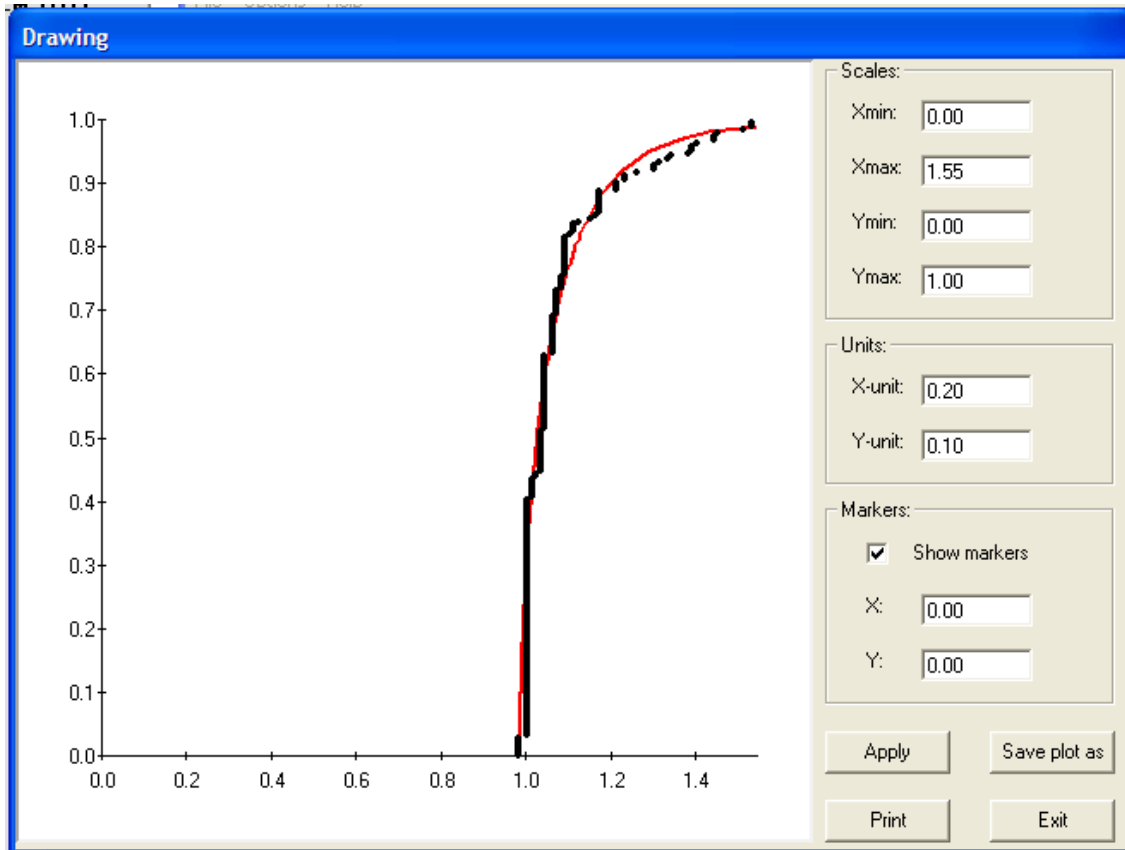 Drawing
1.0
0.9
0.8
0.7
0.6
0.5
0.4
0.3
0.2
0.1
0.0
0.0 0.2 0.4 0.6 0.8 1.0 1.2 1.4
Scales:
Xmin: 0.00
Xmax: 1.55
Ymin: 0.00
Ymax: 1.00
Units:
X-unit: 0.20
Y-unit: 0.10
Markers:
Show markers
X: 0.00
Y: 0.00
Apply Save plot as
Print Exit